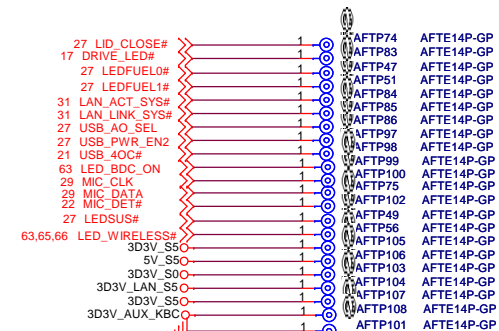 27 LID_CLOSE# 1 AFTP74 AFTE14P-GP
17 DRIVE_LED# 1 AFTP83 AFTE14P-GP
27 LEDFUEL0# 1 AFTP47 AFTE14P-GP
27 LEDFUEL1# 1 AFTP51 AFTE14P-GP
31 LAN_ACT_SYS# 1 AFTP84 AFTE14P-GP
31 LAN_LINK_SYS# 1 AFTP85 AFTE14P-GP
27 USB_AO_SEL 1 AFTP86 AFTE14P-GP
27 USB_PWR_EN2 1 AFTP97 AFTE14P-GP
21 USB_4OC# 1 AFTP98 AFTE14P-GP
63 LED_BDC_ON 1 AFTP99 AFTE14P-GP
29 MIC_CLK 1 AFTP100 AFTE14P-GP
29 MIC_DATA 1 AFTP75 AFTE14P-GP
22 MIC_DET# 1 AFTP102 AFTE14P-GP
27 LEDSUS# 1 AFTP49 AFTE14P-GP
63,65,66 LED_WIRELESS# 1 AFTP56 AFTE14P-GP
3D3V_S5 1 AFTP105 AFTE14P-GP
5V_S5 1 AFTP106 AFTE14P-GP
3D3V_S0 1 AFTP103 AFTE14P-GP
3D3V_LAN_S5 1 AFTP104 AFTE14P-GP
3D3V_S5 1 AFTP107 AFTE14P-GP
3D3V_AUX_KBC 1 AFTP108 AFTE14P-GP
1 AFTP101 AFTE14P-GP